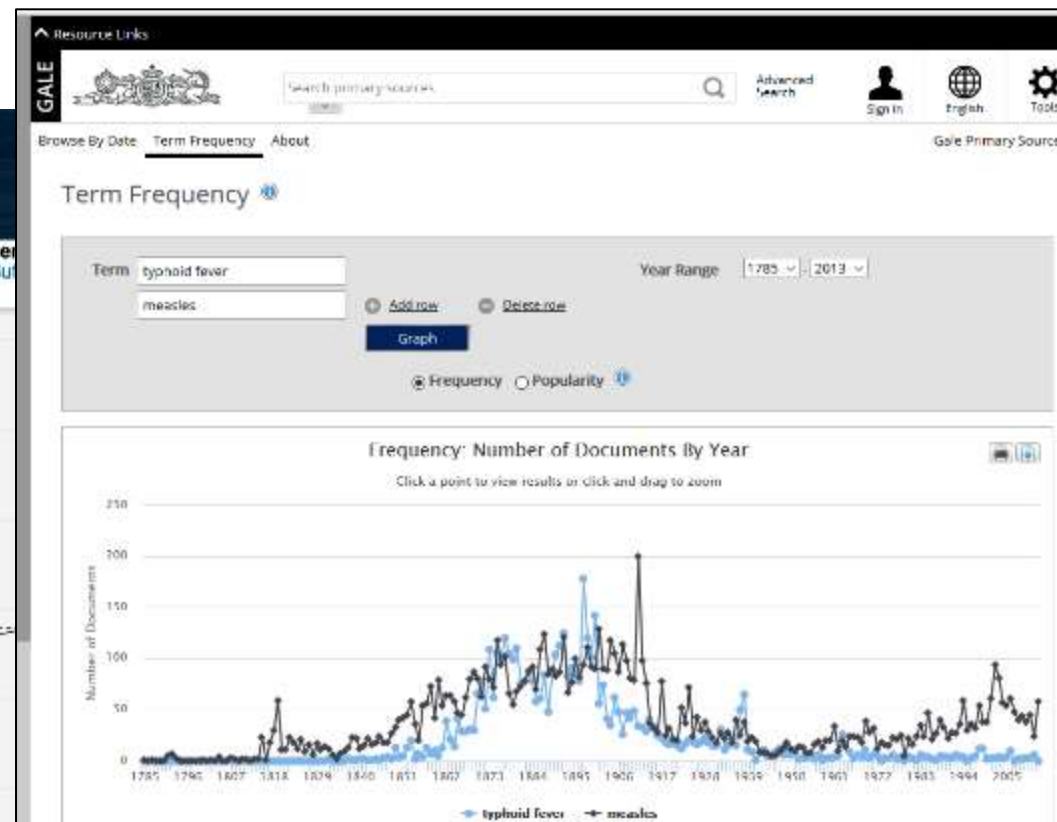 Resource Links
GALE
Search primary sources
Advanced Search
Sign in
English
Tools
Browse By Date Term Frequency About
Gale Primary Source
Term Frequency
Term typhoid fever
Year Range 1785 - 2013
measles
Add row Delete row
Graph
Frequency Popularity
Frequency: Number of Documents By Year
Click a point to view results or click and drag to zoom
Number of Documents
250
200
150
100
50
0
1785 1796 1807 1818 1829 1840 1851 1862 1873 1884 1895 1906 1917 1928 1939 1950 1961 1972 1983 1994 2005
typhoid fever measles